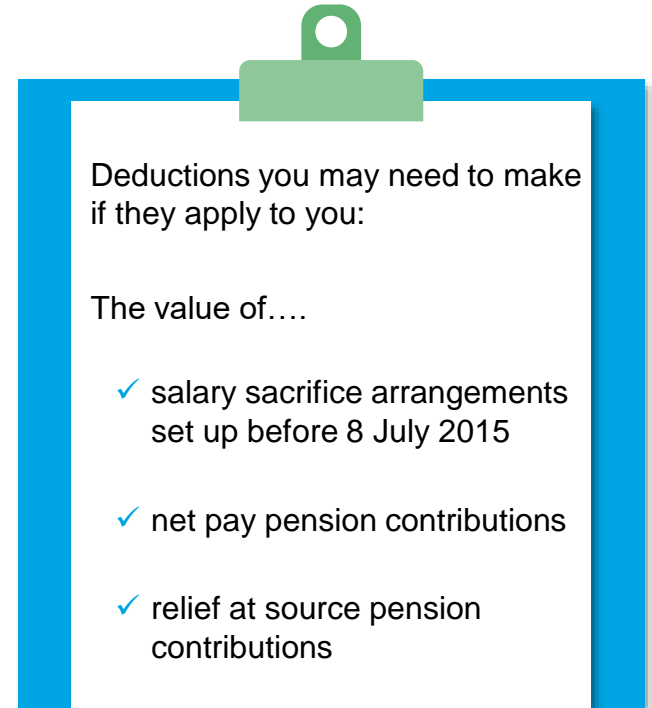 Deductions you may need to make
if they apply to you:
The value of….
✓ salary sacrifice arrangements
set up before 8 July 2015
✓ net pay pension contributions
✓ relief at source pension
contributions